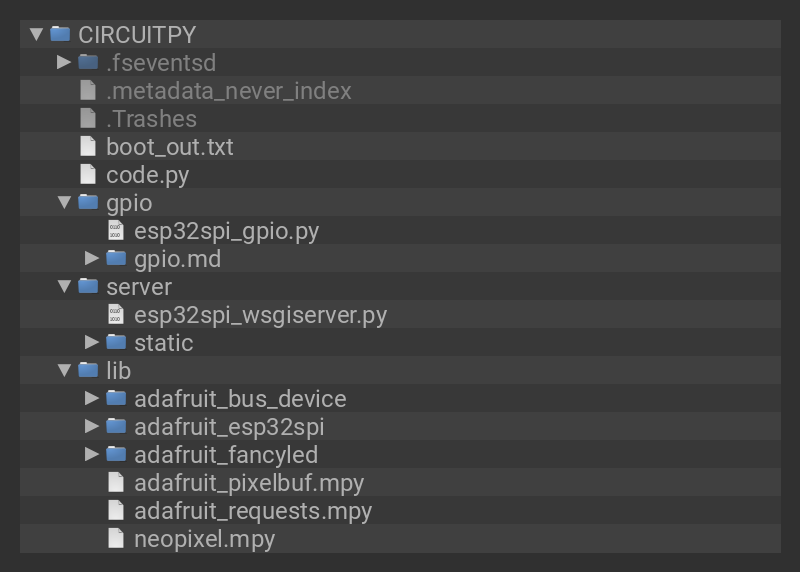 CIRCUITPY
.fseventsd
.metadata_never_index
.Trashes
boot_out.txt
code.py
gpio
esp32spi_gpio.py
gpio.md
server
esp32spi_wsgiserver.py
static
lib
adafruit_bus_device
adafruit_esp32spi
adafruit_fancyled
adafruit_pixelbuf.mpy
adafruit_requests.mpy
neopixel.mpy